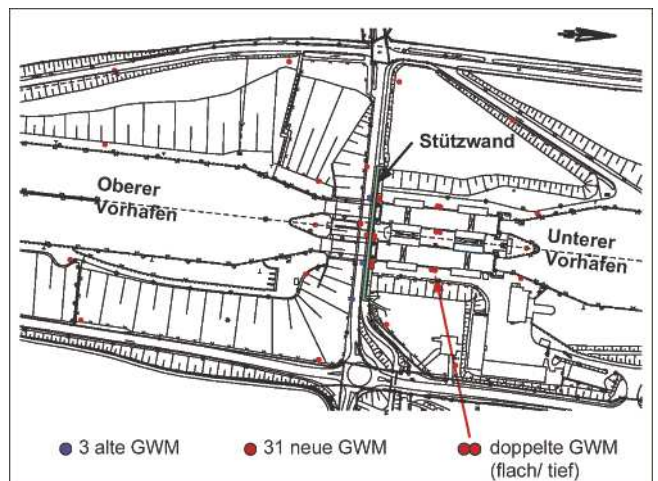 Stützwand
Oberer
Vorhafen
Unterer
Vorhafen
3 alte GWM
31 neue GWM
doppelte GWM
(flach/ tief)